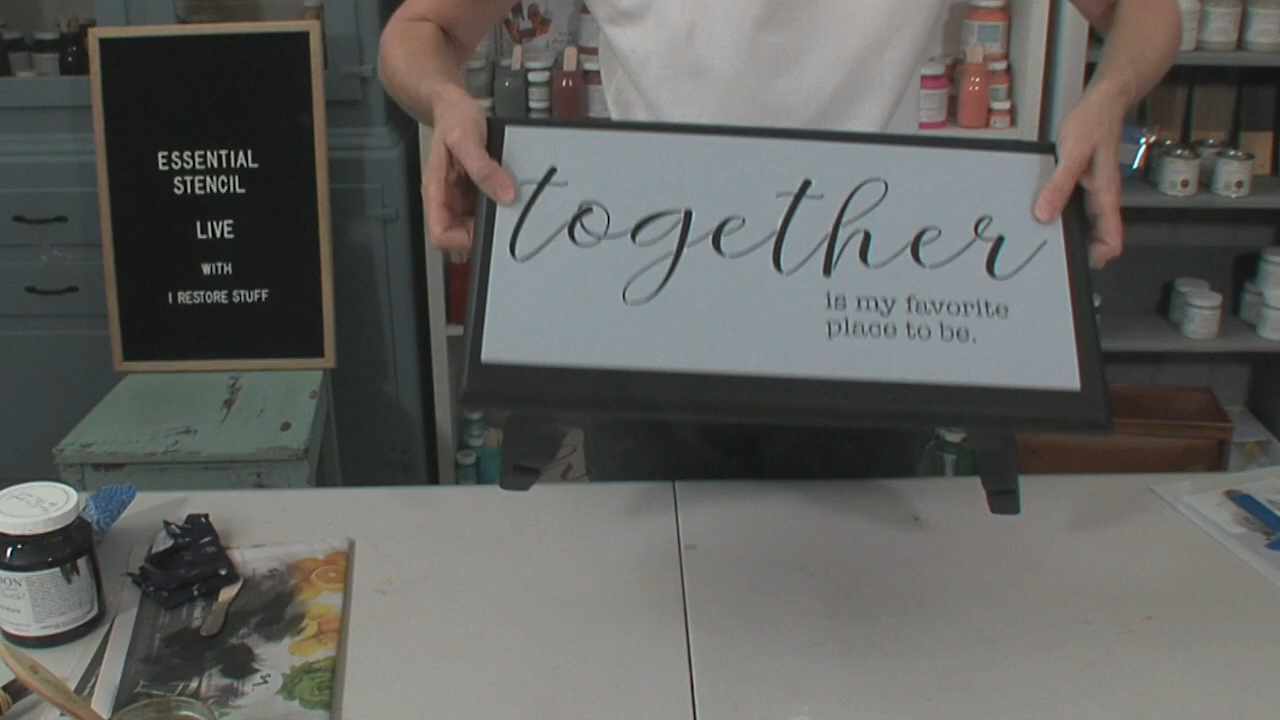 ESSENTIAL
STENCIL
LIVE
WITH
I RESTORE STUFF
together
is my favorite
place to be.